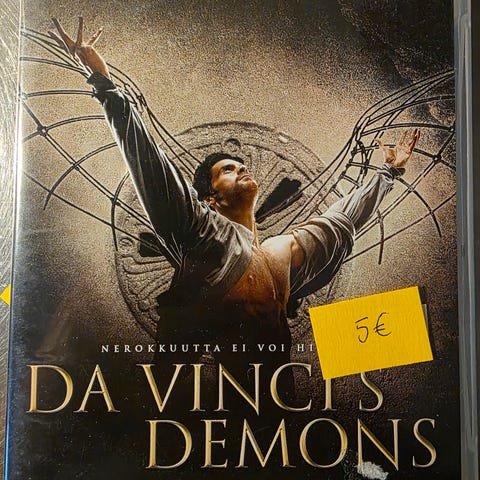 NEROKKUUTTA EI VOI
5€
DA VINCI'S
DEMONS